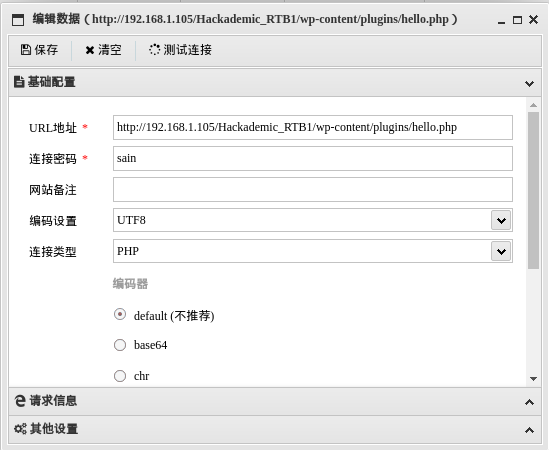 编辑数据 ( http://192.168.1.105/Hackademic_RTB1/wp-content/plugins/hello.php )
保存 清空 测试连接
基础配置
URL地址 * http://192.168.1.105/Hackademic_RTB1/wp-content/plugins/hello.php
连接密码 * sain
网站备注
编码设置 UTF8
连接类型 PHP
编码器
default (不推荐)
base64
chr
请求信息
其他设置